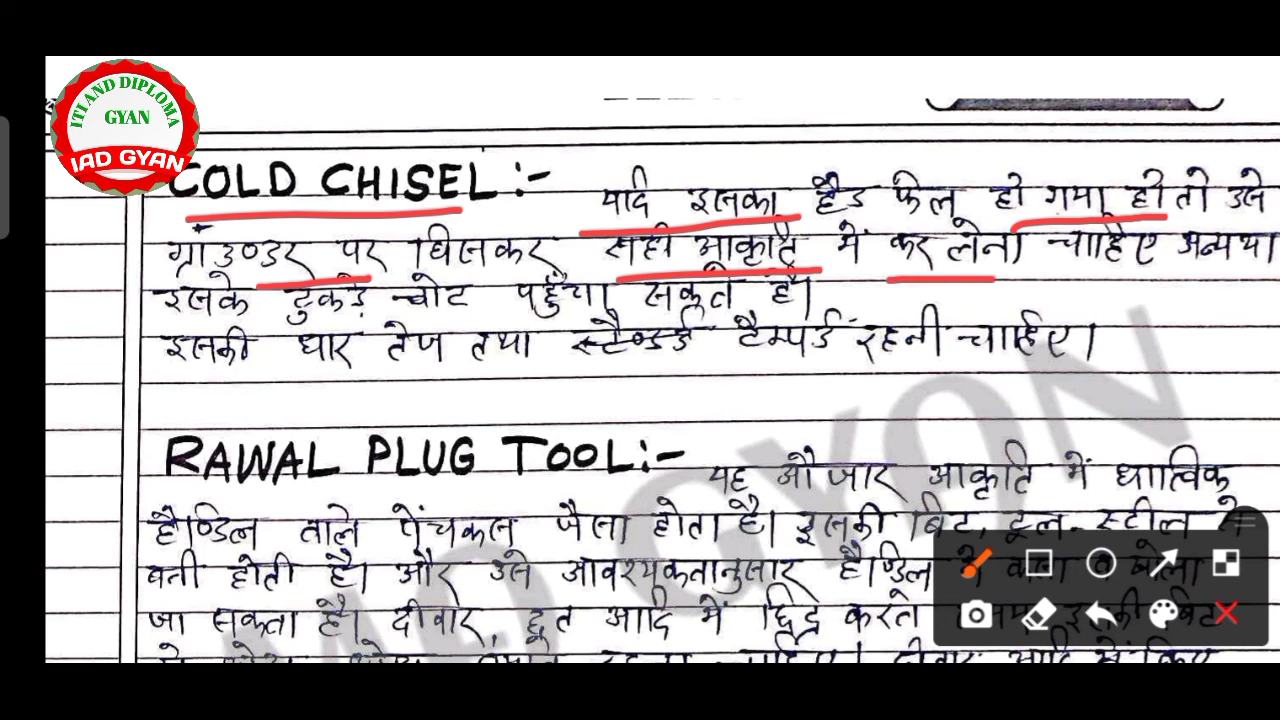 ITI AND DIPLOMA
GYAN
IAD GYAN
COLD CHISEL :-
यदि इसका हैड फैल हो गया हो तो उसे
ग्राउण्डर पर घिसकर सही आकृति में कर लेना चाहिए अन्यथा
इसके टुकड़े चोट पहुँचा सकते हैं।
इसकी धार तेज तथा स्टैण्डर्ड टैम्पर्ड रहनी चाहिए।
RAWAL PLUG TOOL :-
यह औजार आकृति में धात्विक
हैण्डिल वाले पेंचकस जैसा होता है। इसकी बिट, टूल-स्टील से
बनी होती है। और उसे आवश्यकतानुसार हैण्डिल
जा सकता है। दीवार, छत आदि में छिद्र करते